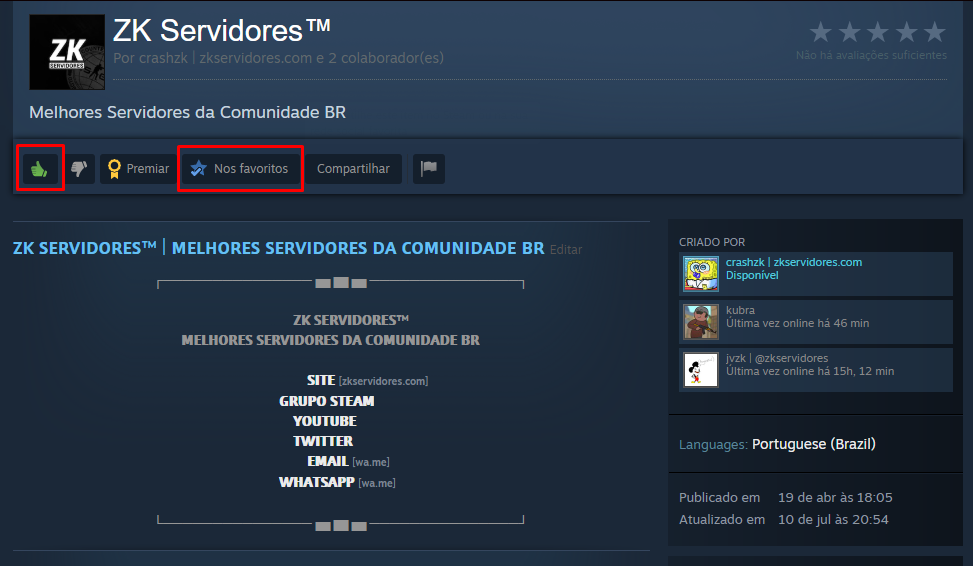 ZK SERVIDORES
ZK Servidores™
Por crashzk | zkservidores.com e 2 colaborador(es)
Não há avaliações suficientes
Melhores Servidores da Comunidade BR
Premiar
Nos favoritos
Compartilhar
ZK SERVIDORES™ | MELHORES SERVIDORES DA COMUNIDADE BR Editar
ZK SERVIDORES™
MELHORES SERVIDORES DA COMUNIDADE BR
SITE [zkservidores.com]
GRUPO STEAM
YOUTUBE
TWITTER
EMAIL [wa.me]
WHATSAPP [wa.me]
CRIADO POR
crashzk | zkservidores.com
Disponível
kubra
Última vez online há 46 min
jvzk | @zkservidores
Última vez online há 15h, 12 min
Languages: Portuguese (Brazil)
Publicado em 19 de abr às 18:05
Atualizado em 10 de jul às 20:54